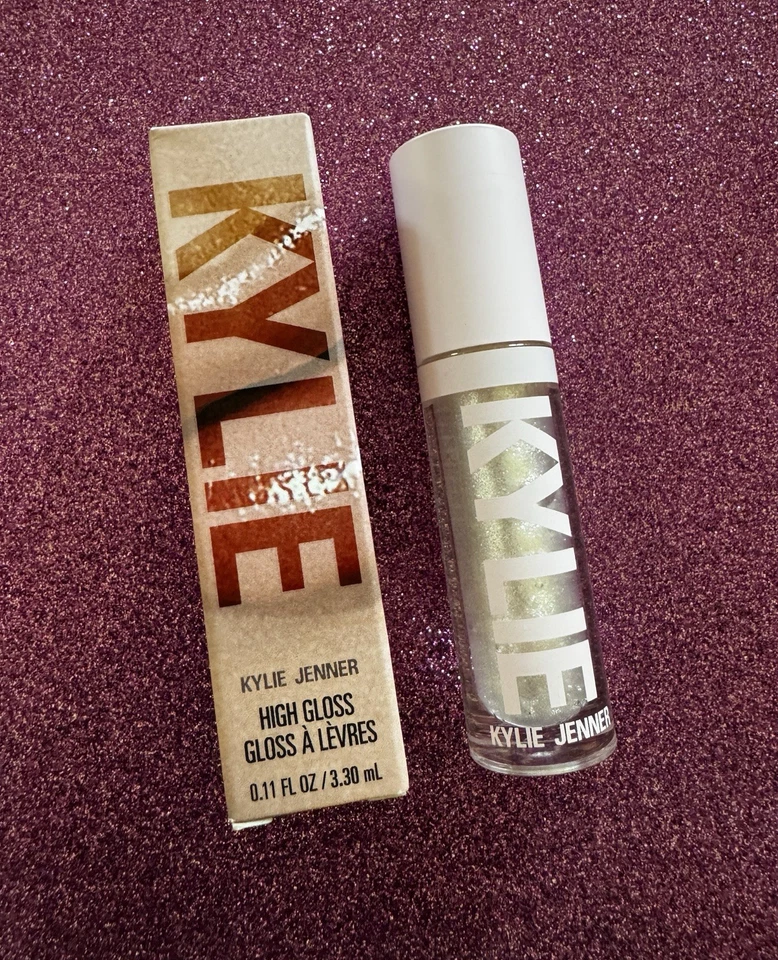 KYLIE
KYLIE JENNER
HIGH GLOSS
GLOSS À LÈVRES
0.11 FL OZ / 3.30 mL
KYLIE
KYLIE JENNER